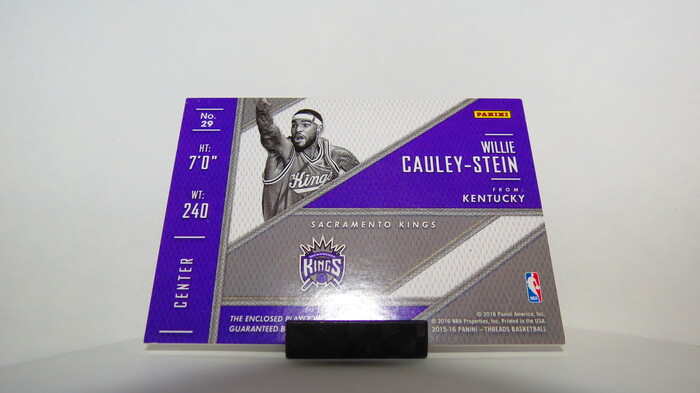 No.
29
HT:
7'0"
WT:
240
CENTER
PANINI
WILLIE
CAULEY-STEIN
FROM:
KENTUCKY
Kings
SACRAMENTO KINGS
SACRAMENTO
KINGS
THE ENCLOSED PLAYER
GUARANTEED
NBA
© 2016 Panini America, Inc.
© 2016 NBA Properties, Inc. Printed in the USA.
2015-16 PANINI – THREADS BASKETBALL